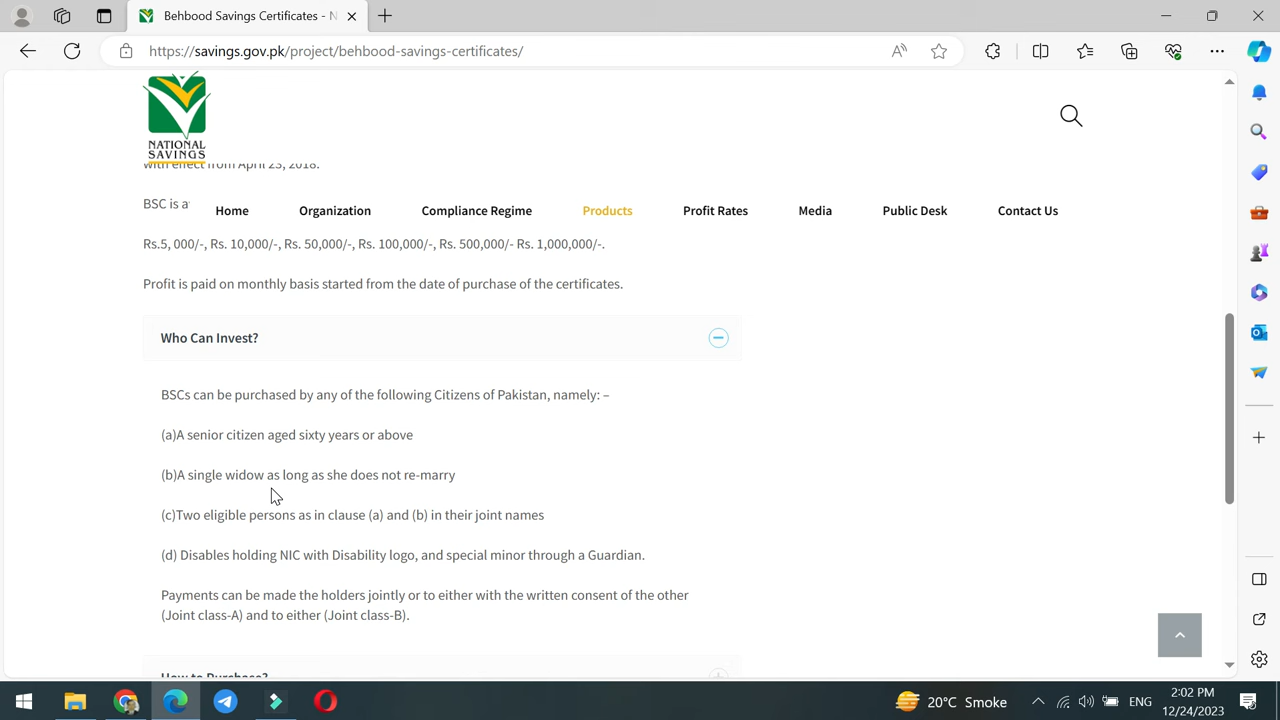 Behbood Savings Certificates - N
https://savings.gov.pk/project/behbood-savings-certificates/
NATIONAL
SAVINGS
with effect from April 23, 2018.
BSC is a
Home Organization Compliance Regime Products Profit Rates Media Public Desk Contact Us
Rs.5, 000/-, Rs. 10,000/-, Rs. 50,000/-, Rs. 100,000/-, Rs. 500,000/- Rs. 1,000,000/-.
Profit is paid on monthly basis started from the date of purchase of the certificates.
Who Can Invest?
BSCs can be purchased by any of the following Citizens of Pakistan, namely: –
(a)A senior citizen aged sixty years or above
(b)A single widow as long as she does not re-marry
(c)Two eligible persons as in clause (a) and (b) in their joint names
(d) Disables holding NIC with Disability logo, and special minor through a Guardian.
Payments can be made the holders jointly or to either with the written consent of the other
(Joint class-A) and to either (Joint class-B).
How to Purchase?
20°C Smoke
ENG
2:02 PM
12/24/2023